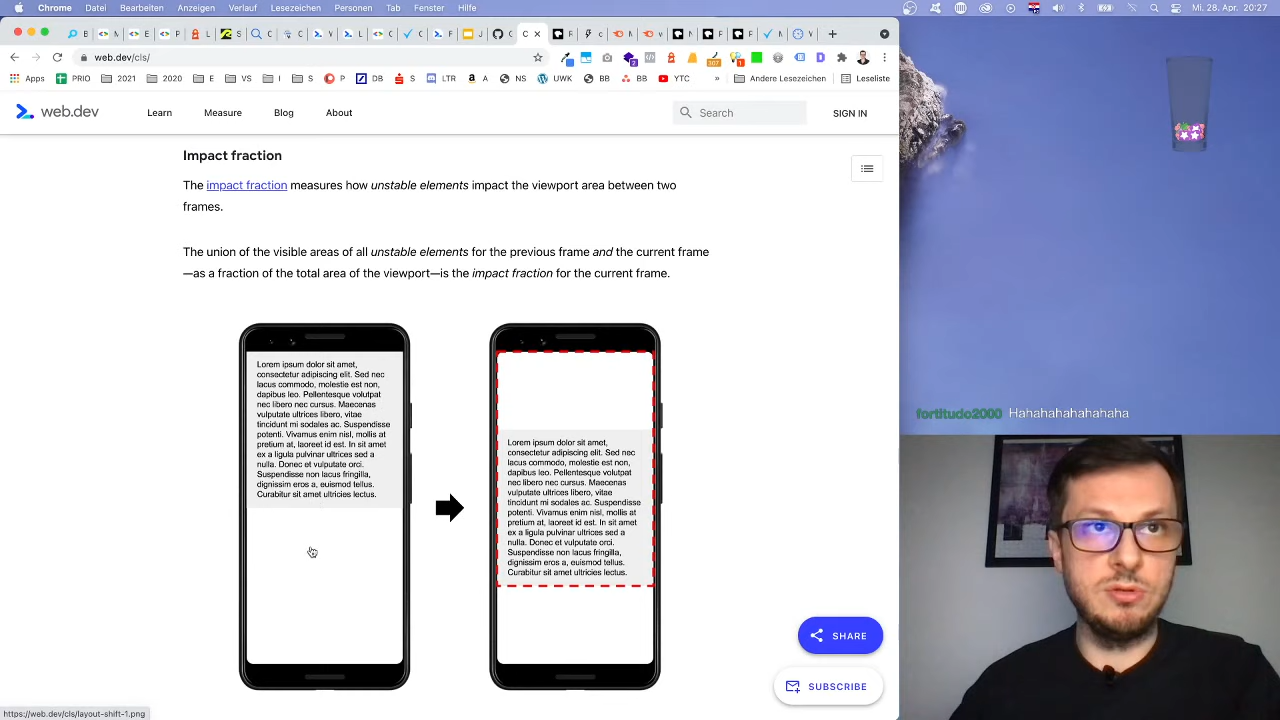 Chrome Datei Bearbeiten Anzeigen Verlauf Lesezeichen Personen Tab Fenster Hilfe
Mi. 28. Apr. 20:27
web.dev/cls/
Apps PRIO 2021 2020 E VS I S P DB S LTR A NS UWK BB BB YTC » Andere Lesezeichen Leseliste
web.dev Learn Measure Blog About Search SIGN IN
Impact fraction
The impact fraction measures how unstable elements impact the viewport area between two
frames.
The union of the visible areas of all unstable elements for the previous frame and the current frame
—as a fraction of the total area of the viewport—is the impact fraction for the current frame.
Lorem ipsum dolor sit amet,
consectetur adipiscing elit. Sed nec
lacus commodo, molestie est non,
dapibus leo. Pellentesque volutpat
nec libero nec cursus. Maecenas
vulputate ultrices libero, vitae
tincidunt mi sodales ac. Suspendisse
potenti. Vivamus enim nisl, mollis at
pretium at, laoreet id est. In sit amet
ex a ligula pulvinar ultrices sed a
nulla. Donec et vulputate orci.
Suspendisse non lacus fringilla,
dignissim eros a, euismod tellus.
Curabitur sit amet ultricies lectus.
Lorem ipsum dolor sit amet,
consectetur adipiscing elit. Sed nec
lacus commodo, molestie est non,
dapibus leo. Pellentesque volutpat
nec libero nec cursus. Maecenas
vulputate ultrices libero, vitae
tincidunt mi sodales ac. Suspendisse
potenti. Vivamus enim nisl, mollis at
pretium at, laoreet id est. In sit amet
ex a ligula pulvinar ultrices sed a
nulla. Donec et vulputate orci.
Suspendisse non lacus fringilla,
dignissim eros a, euismod tellus.
Curabitur sit amet ultricies lectus.
SHARE
SUBSCRIBE
https://web.dev/cls/layout-shift-1.png
fortitudo2000 Hahahahahahahaha